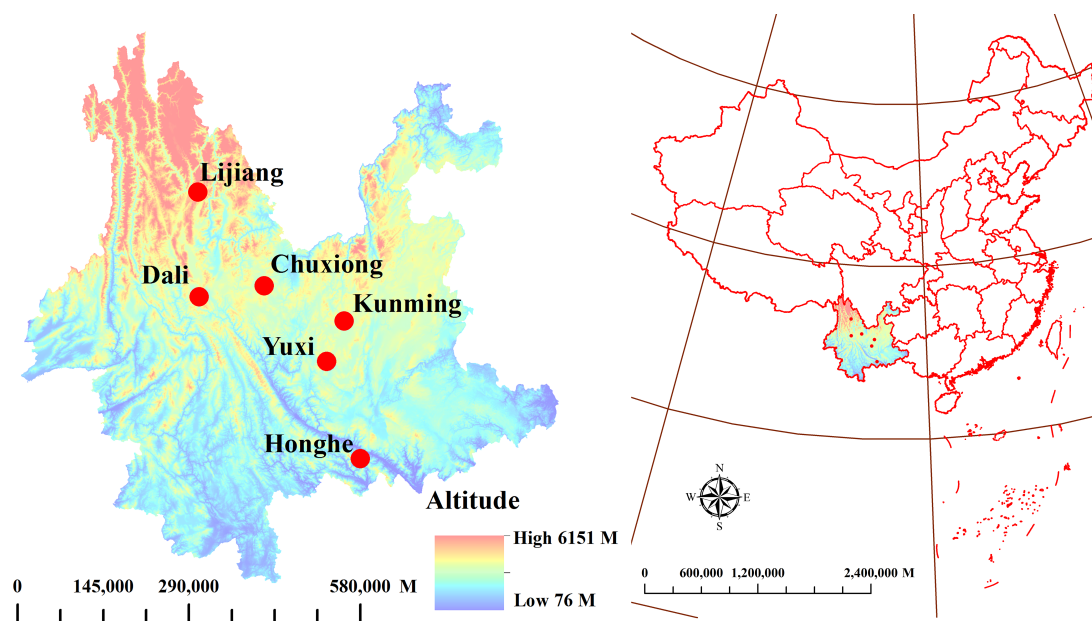 Lijiang
Chuxiong
Dali
Kunming
Yuxi
Honghe
Altitude
High 6151 M
Low 76 M
0 145,000 290,000 580,000 M
N
W E
S
0 600,000 1,200,000 2,400,000 M